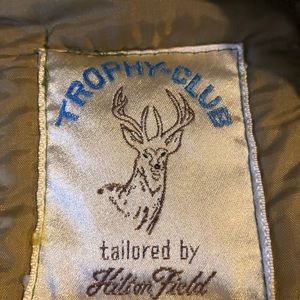 TROPHY-CLUB
tailored by
Hilton Field